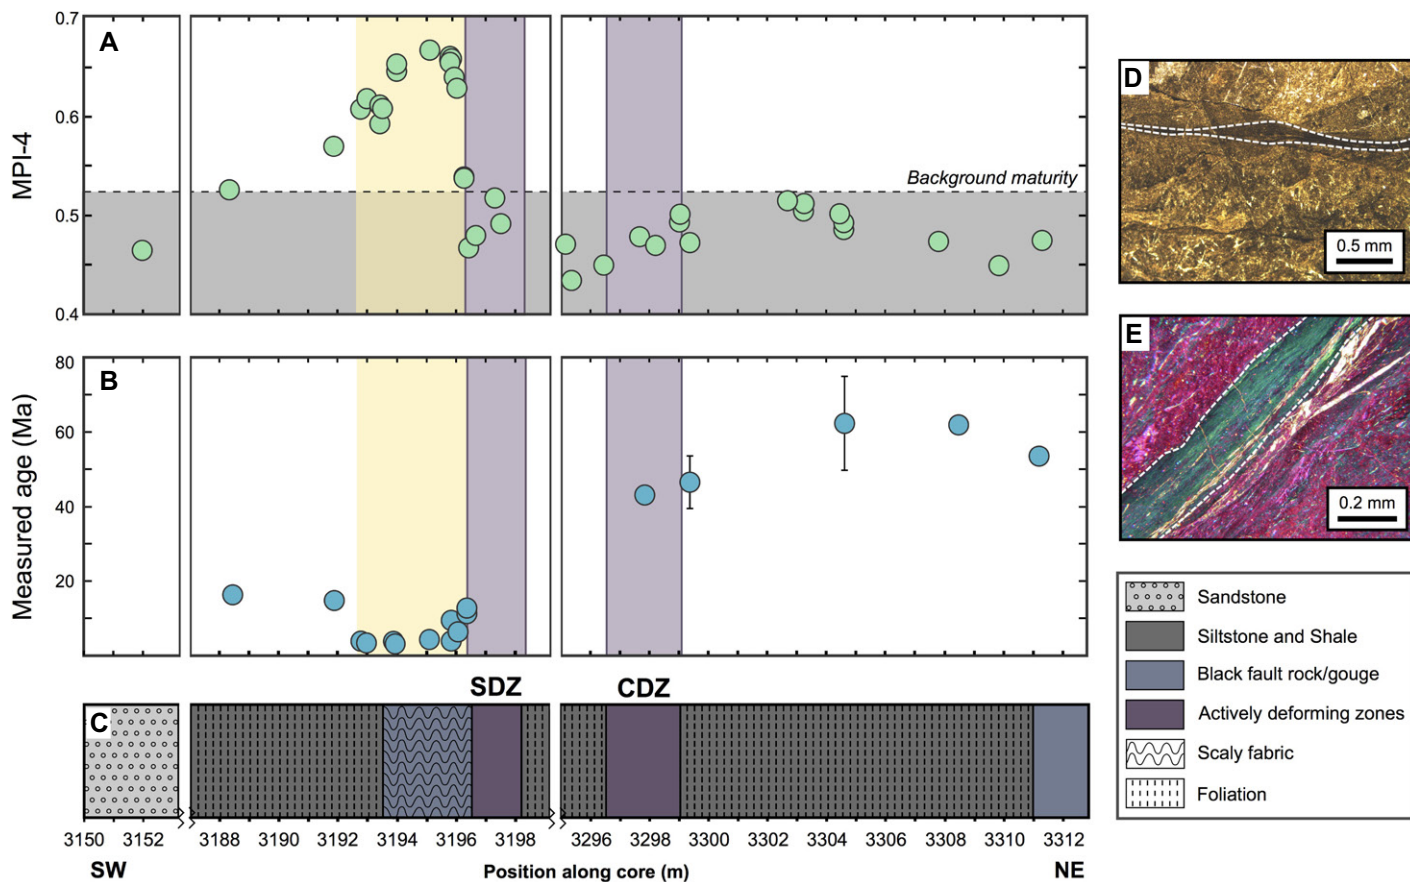 A
0.7
0.6
0.5
0.4
MPI-4
Background maturity
B
80
60
40
20
Measured age (Ma)
SDZ
CDZ
C
3150 3152 3188 3190 3192 3194 3196 3198 3296 3298 3300 3302 3304 3306 3308 3310 3312
SW
Position along core (m)
NE
D
0.5 mm
E
0.2 mm
Sandstone
Siltstone and Shale
Black fault rock/gouge
Actively deforming zones
Scaly fabric
Foliation